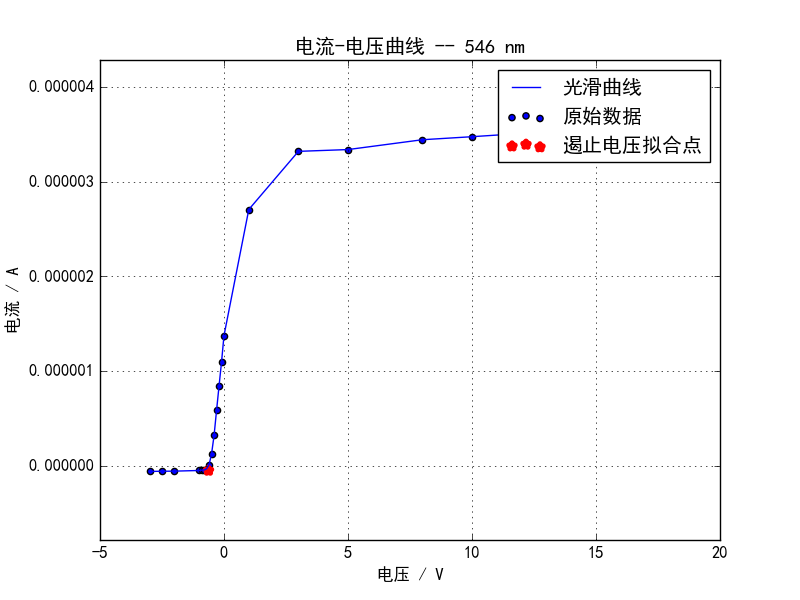 电流-电压曲线 -- 546 nm
光滑曲线
原始数据
遏止电压拟合点
0.000004
0.000003
0.000002
0.000001
0.000000
电流 / A
-5 0 5 10 15 20
电压 / V